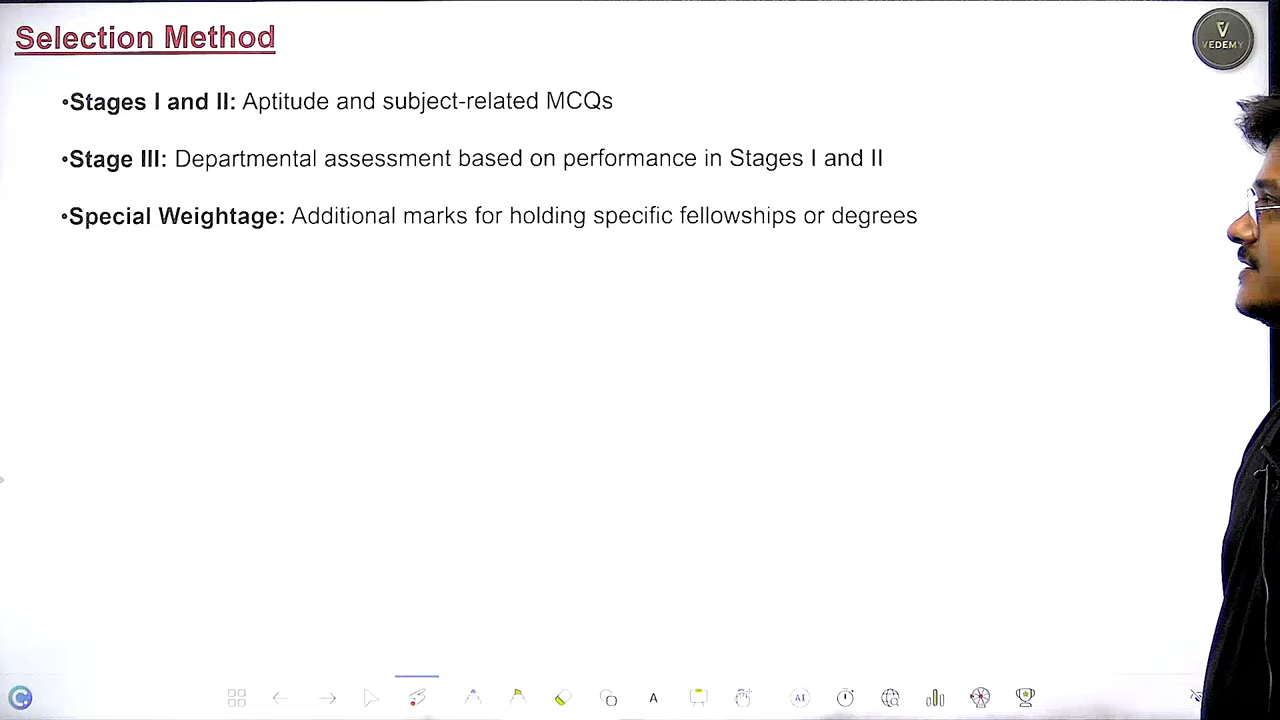 Selection Method
V
VEDEMY
•Stages I and II: Aptitude and subject-related MCQs
•Stage III: Departmental assessment based on performance in Stages I and II
•Special Weightage: Additional marks for holding specific fellowships or degrees
A
AI